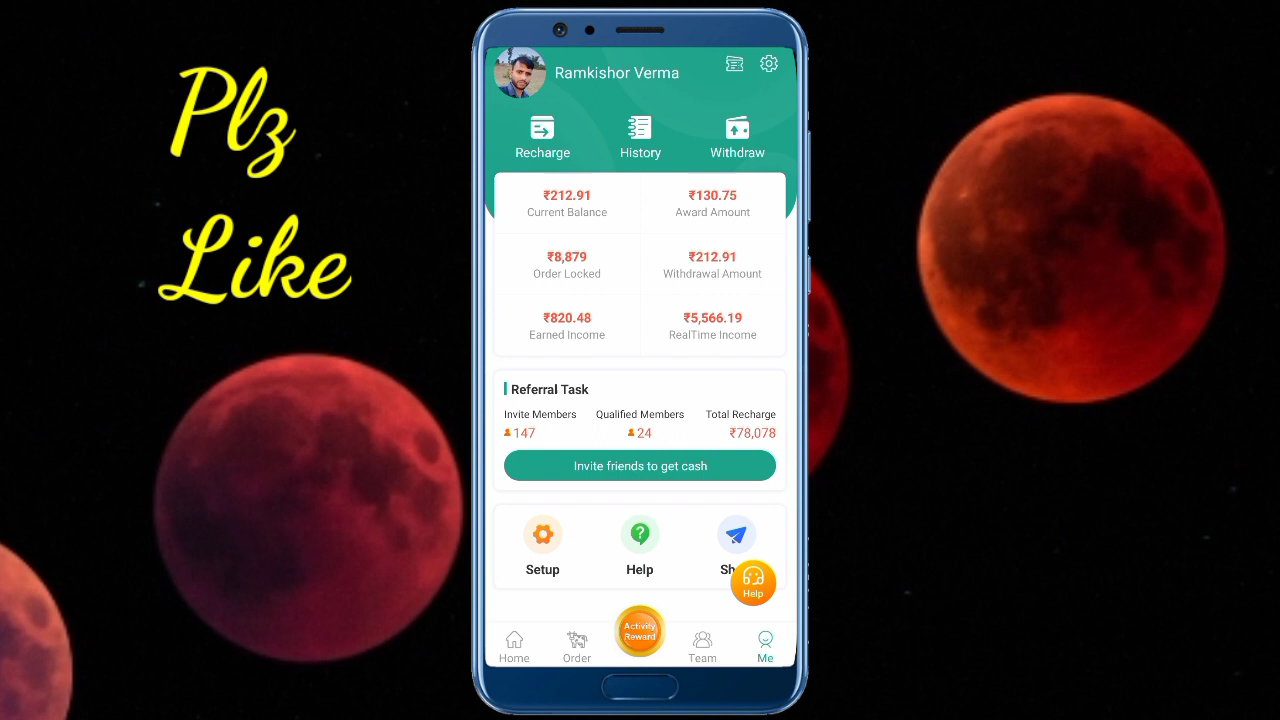 Plz
Like
Ramkishor Verma
Recharge History Withdraw
₹212.91 ₹130.75
Current Balance Award Amount
₹8,879 ₹212.91
Order Locked Withdrawal Amount
₹820.48 ₹5,566.19
Earned Income RealTime Income
Referral Task
Invite Members Qualified Members Total Recharge
147 24 ₹78,078
Invite friends to get cash
Setup Help
Help
Activity
Reward
Home Order Team Me